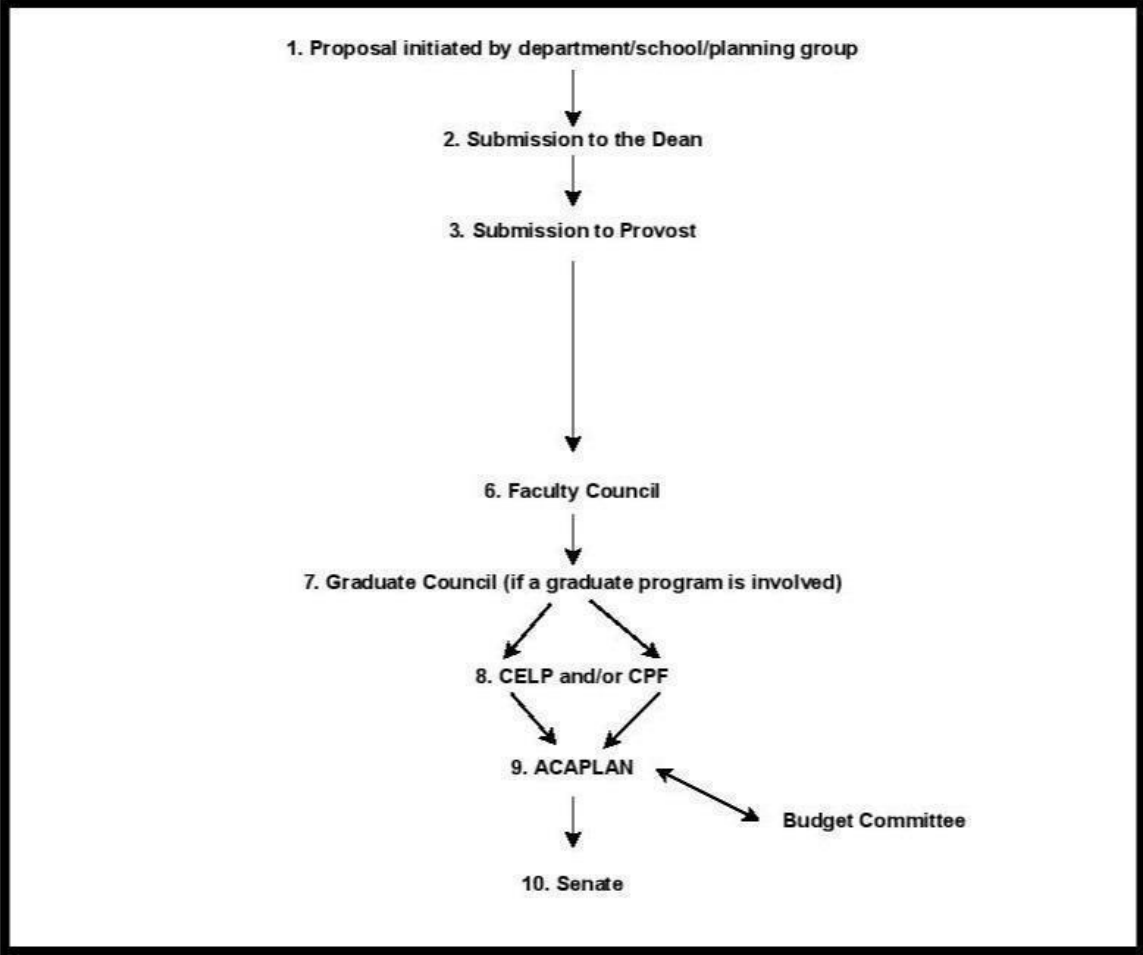 1. Proposal initiated by department/school/planning group
2. Submission to the Dean
3. Submission to Provost
6. Faculty Council
7. Graduate Council (if a graduate program is involved)
8. CELP and/or CPF
9. ACAPLAN
Budget Committee
10. Senate